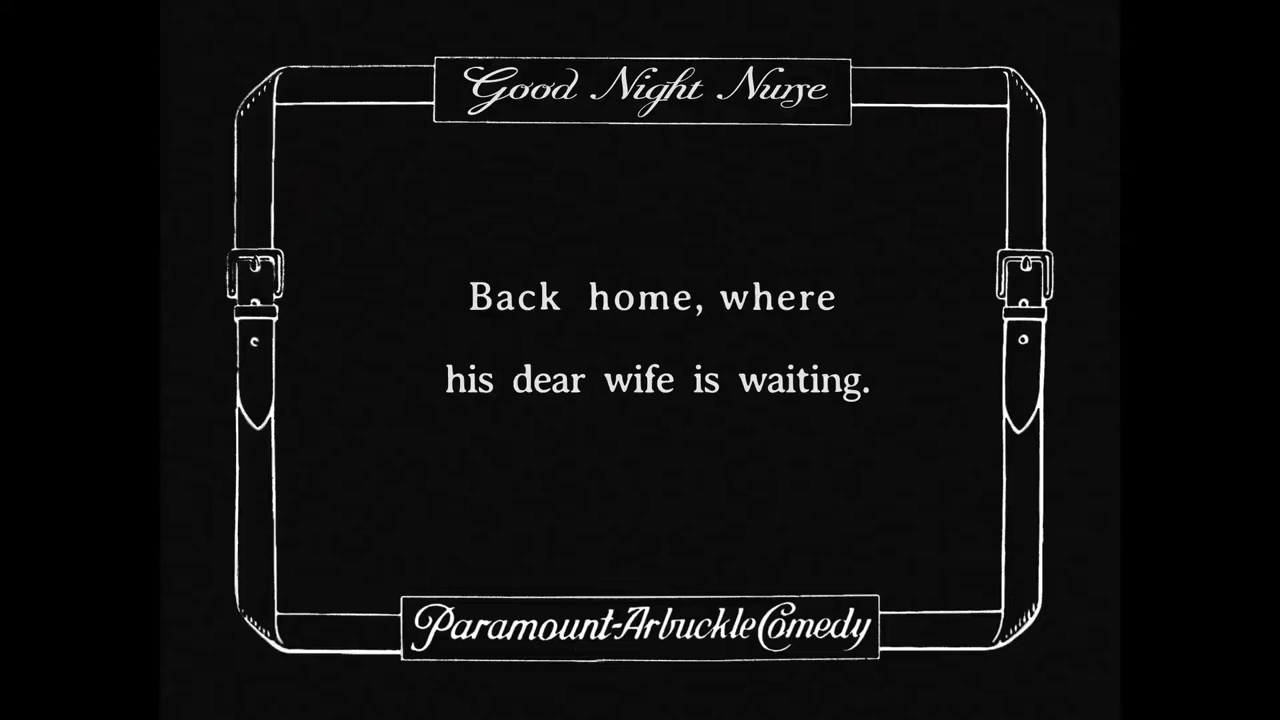 Good Night Nurse
Back home, where
his dear wife is waiting.
Paramount-Arbuckle Comedy